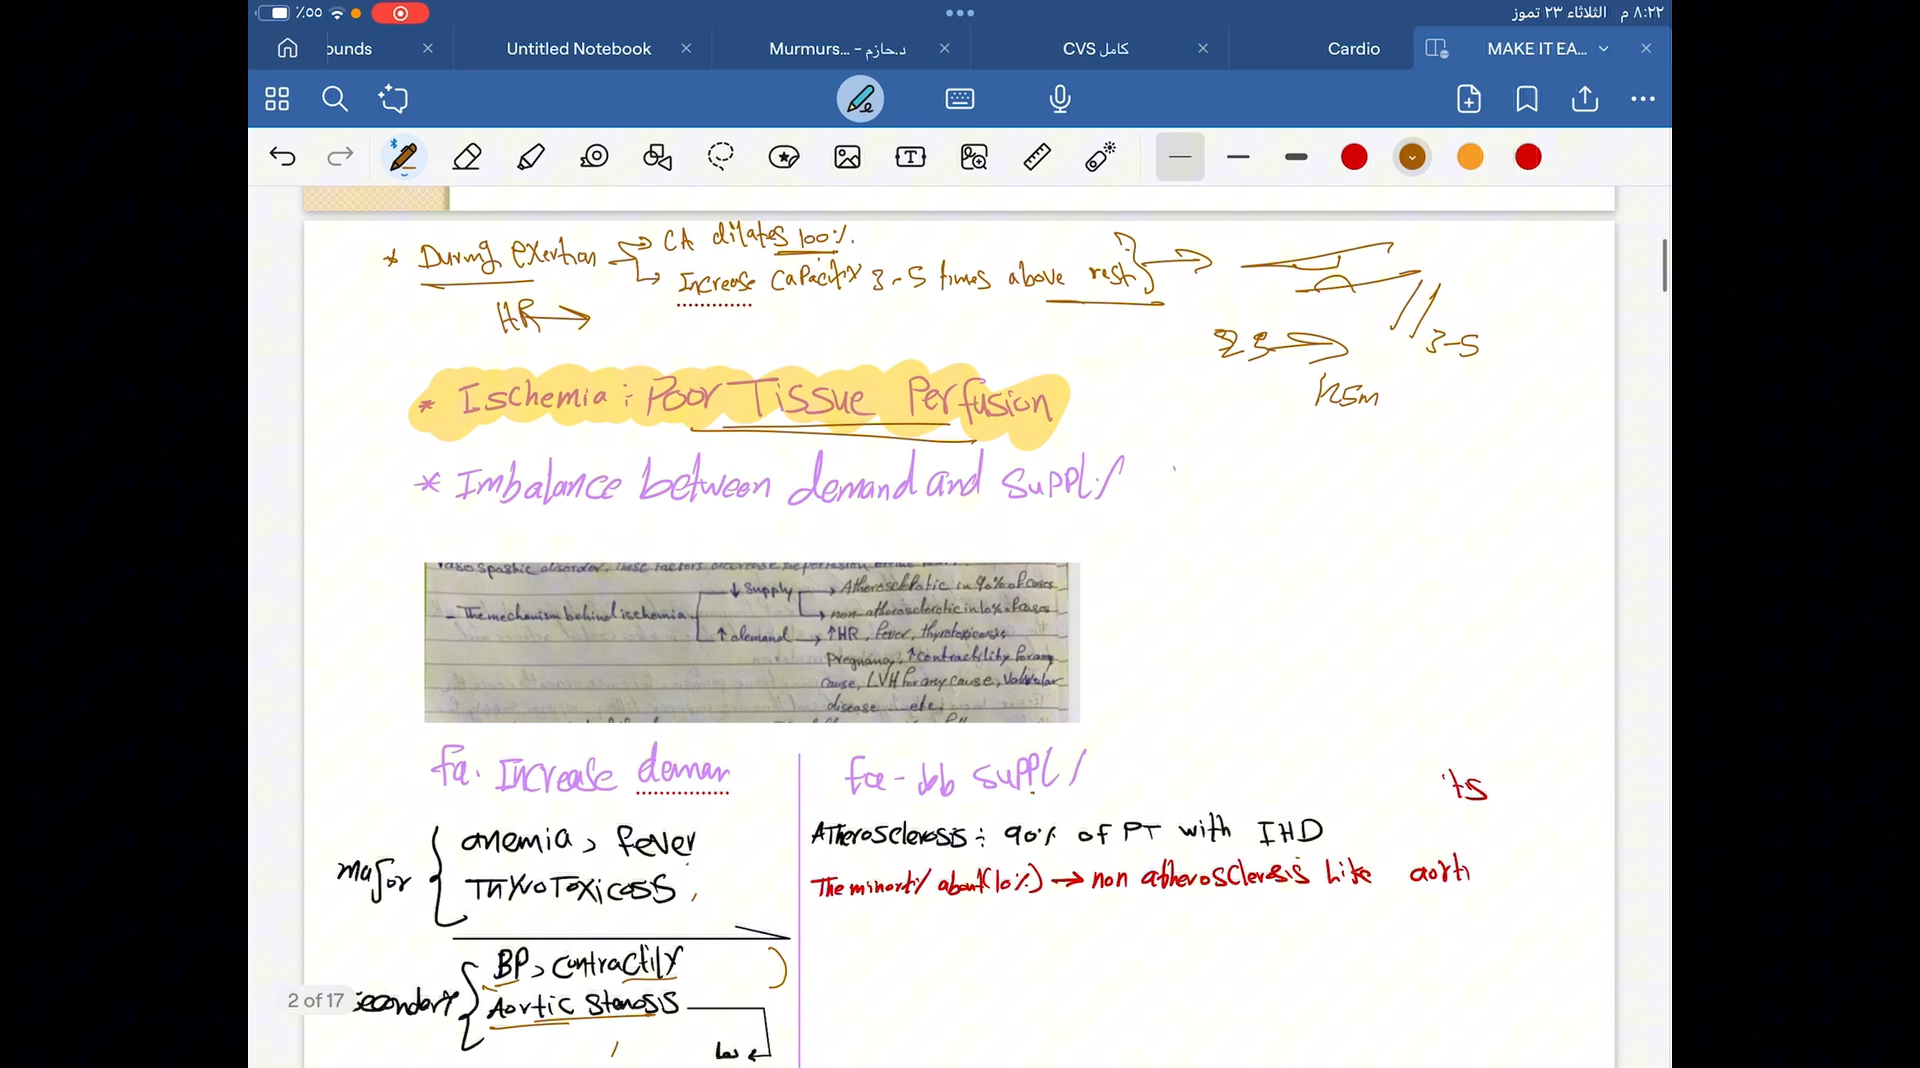 ٪٥٥
٨:٢٢ م الثلاثاء ٢٣ تموز
ounds
Untitled Notebook
Murmurs... - د.حازم
CVS كامل
Cardio
MAKE IT EA...
* During exertion → CA dilates 100%.
→ Increase capacity 3-5 times above rest
HR →
3-5
* Ischemia : Poor Tissue Perfusion
* Imbalance between demand and supply
- The mechanism behind ischemia
↓ supply → Atherosclerotic in 90% of cases
→ non-atherosclerotic in 10% of cases
↑ demand → ↑HR, fever, thyrotoxicosis
Pregnancy, ↑contractility for any
cause, LVH for any cause, valvular
disease ... etc.
fa. Increase deman
supply
ts
major
anemia, fever
Thyrotoxicosis
Atherosclerosis : 90% of PT with IHD
The minority about (10%) → non atherosclerosis like aorti
secondary
BP, contractility
Aortic stenosis
2 of 17